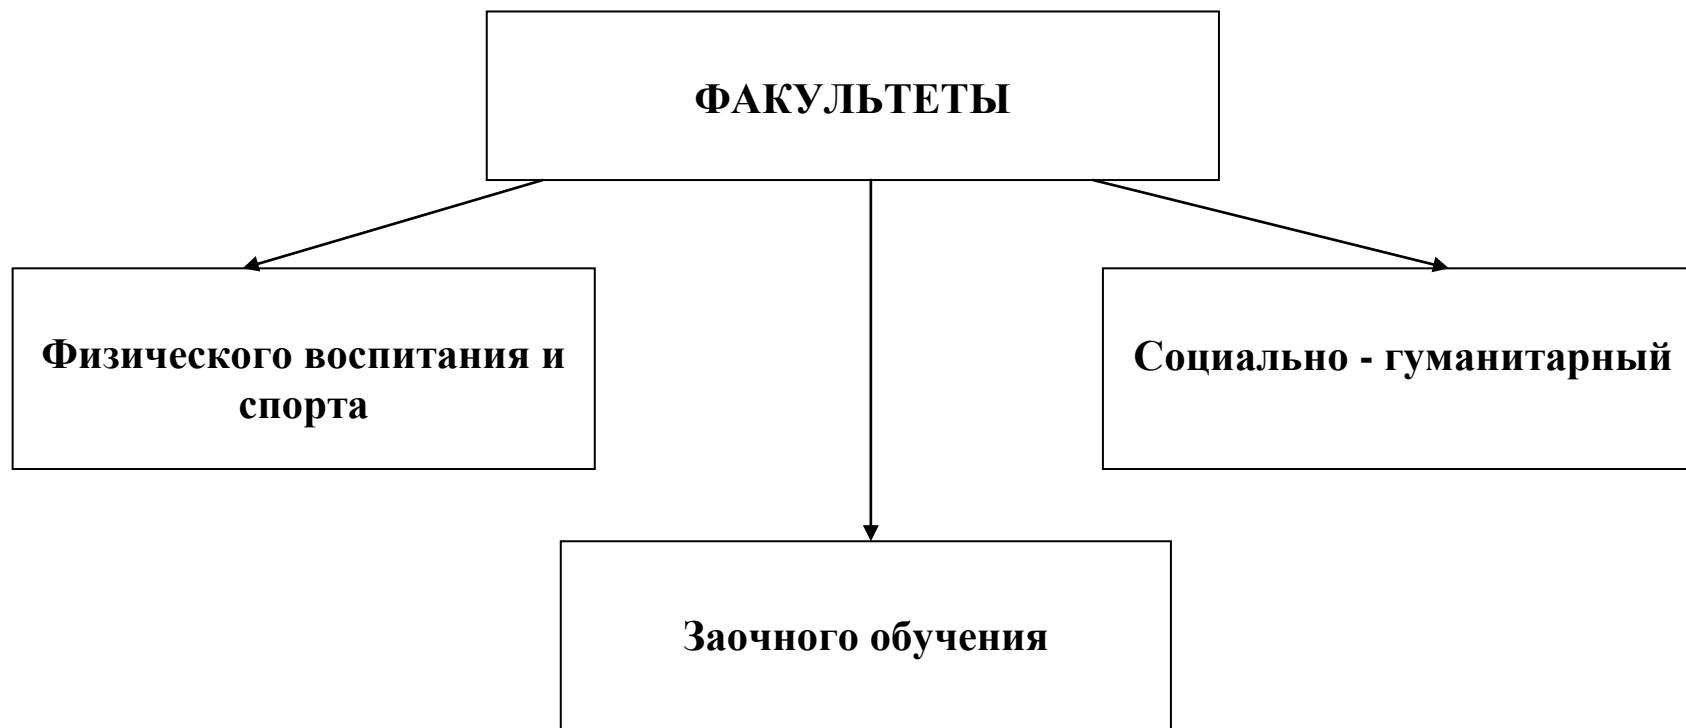 ФАКУЛЬТЕТЫ
Физического воспитания и
спорта
Социально - гуманитарный
Заочного обучения